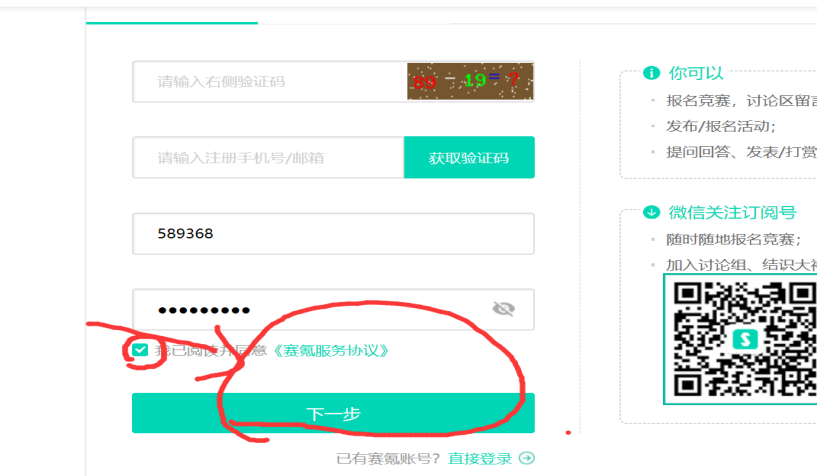 请输入右侧验证码
89 - 19 = ?
请输入注册手机号/邮箱
获取验证码
589368
•••••••••
我已阅读并同意《赛氪服务协议》
下一步
已有赛氪账号？直接登录
你可以
· 报名竞赛，讨论区留言
· 发布/报名活动；
· 提问回答、发表/打赏
微信关注订阅号
· 随时随地报名竞赛；
· 加入讨论组、结识大神
S